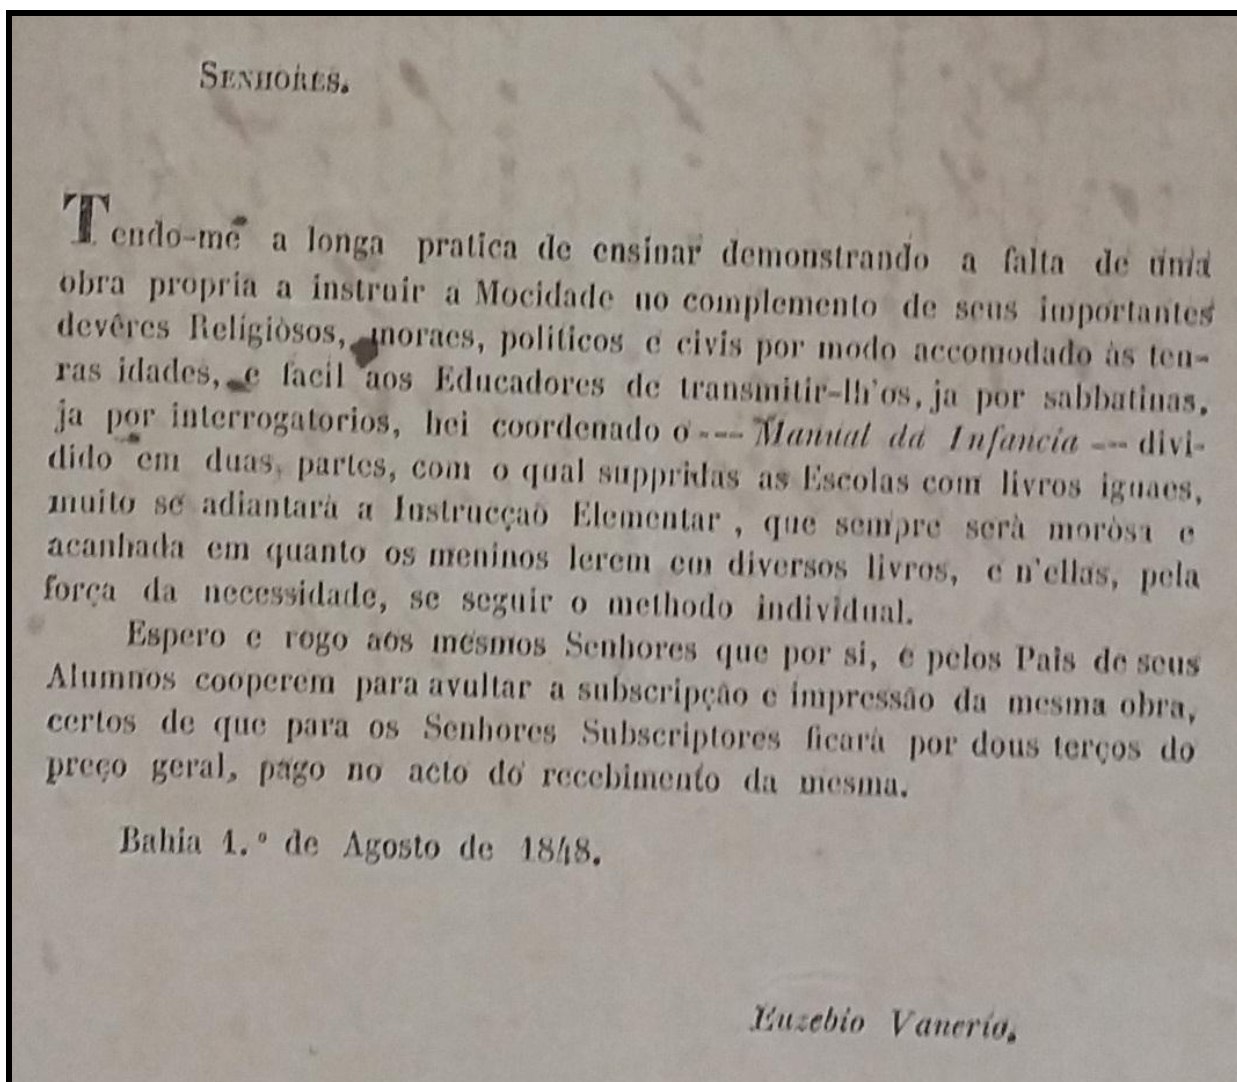 SENHORES.
Tendo-me a longa pratica de ensinar demonstrando a falta de uma
obra propria a instruir a Mocidade no complemento de seus importantes
devêres Religiòsos, moraes, politicos e civis por modo accomodado às ten-
ras idades, e facil aos Educadores de transmitir-lh'os, ja por sabbatinas,
ja por interrogatorios, hei coordenado o --- Manual da Infancia --- divi-
dido em duas partes, com o qual suppridas as Escolas com livros iguaes,
muito se adiantarà a Instrucçaõ Elementar , que sempre serà moròsa e
acanhada em quanto os meninos lerem em diversos livros, e n'ellas, pela
força da necessidade, se seguir o methodo individual.
Espero e rogo aos mesmos Senhores que por si, e pelos Pais de seus
Alumnos cooperem para avultar a subscripção e impressão da mesma obra,
certos de que para os Senhores Subscriptores ficarà por dous terços do
preço geral, pago no acto do recebimento da mesma.
Bahia 1.º de Agosto de 1848.
Euzebio Vanerio.